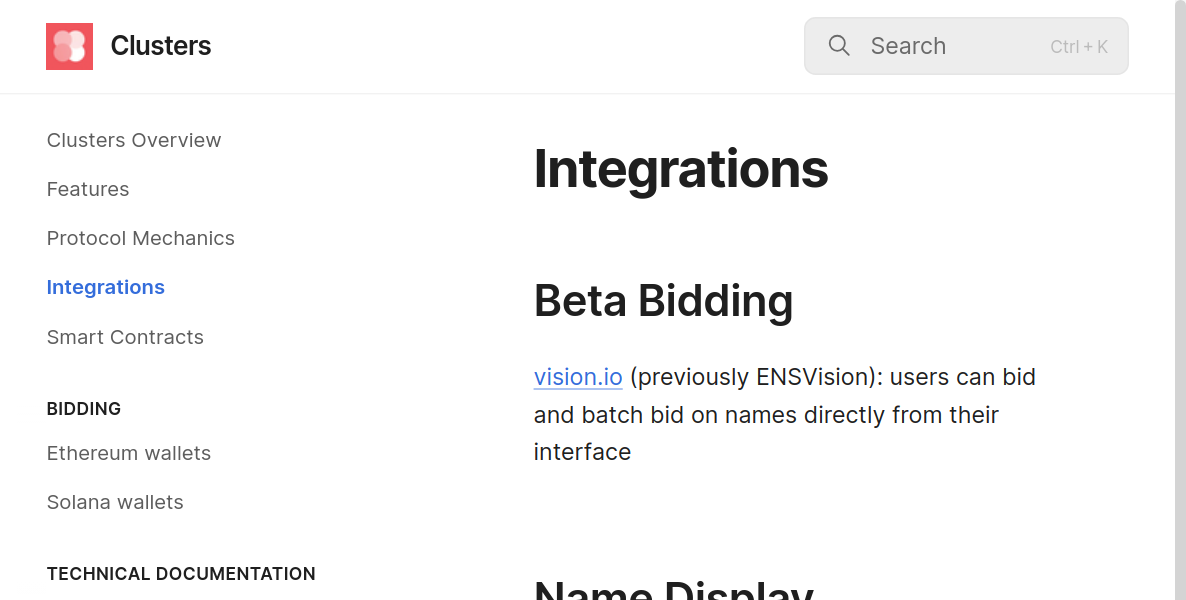 Clusters
Search
Ctrl + K
Clusters Overview
Features
Protocol Mechanics
Integrations
Smart Contracts
BIDDING
Ethereum wallets
Solana wallets
TECHNICAL DOCUMENTATION
Integrations
Beta Bidding
vision.io (previously ENSVision): users can bid
and batch bid on names directly from their
interface
Name Display